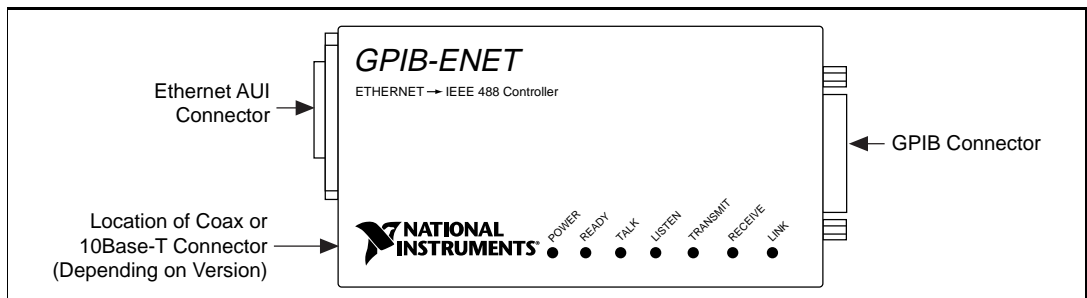 GPIB-ENET
ETHERNET → IEEE 488 Controller
Ethernet AUI
Connector
GPIB Connector
Location of Coax or
10Base-T Connector
(Depending on Version)
NATIONAL
INSTRUMENTS®
POWER
READY
TALK
LISTEN
TRANSMIT
RECEIVE
LINK